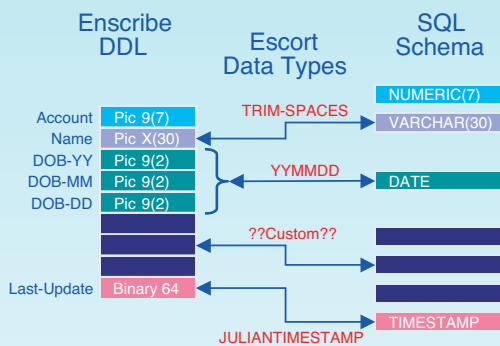 Enscribe
DDL
Escort
Data Types
SQL
Schema
NUMERIC(7)
Account Pic 9(7)
TRIM-SPACES
Name Pic X(30)
VARCHAR(30)
DOB-YY Pic 9(2)
DOB-MM Pic 9(2)
YYMMDD
DATE
DOB-DD Pic 9(2)
??Custom??
Last-Update Binary 64
TIMESTAMP
JULIANTIMESTAMP